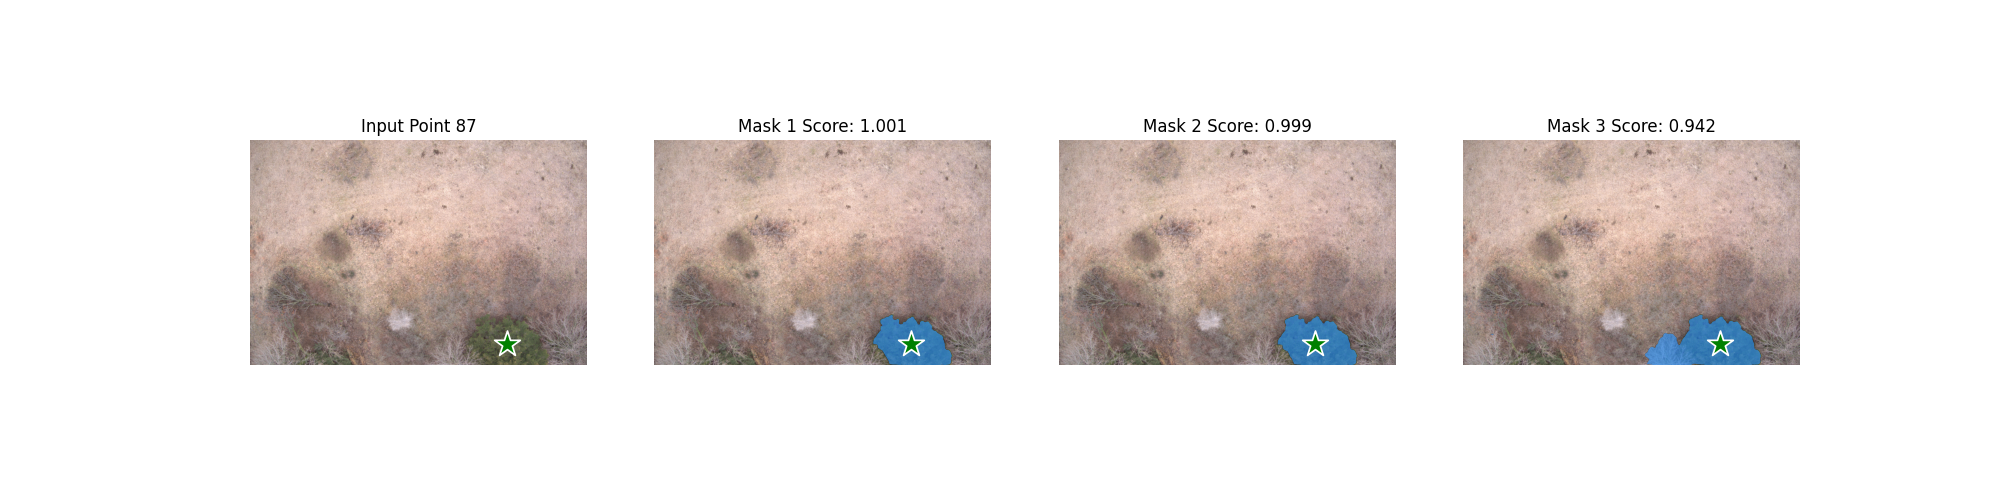 Input Point 87
Mask 1 Score: 1.001
Mask 2 Score: 0.999
Mask 3 Score: 0.942